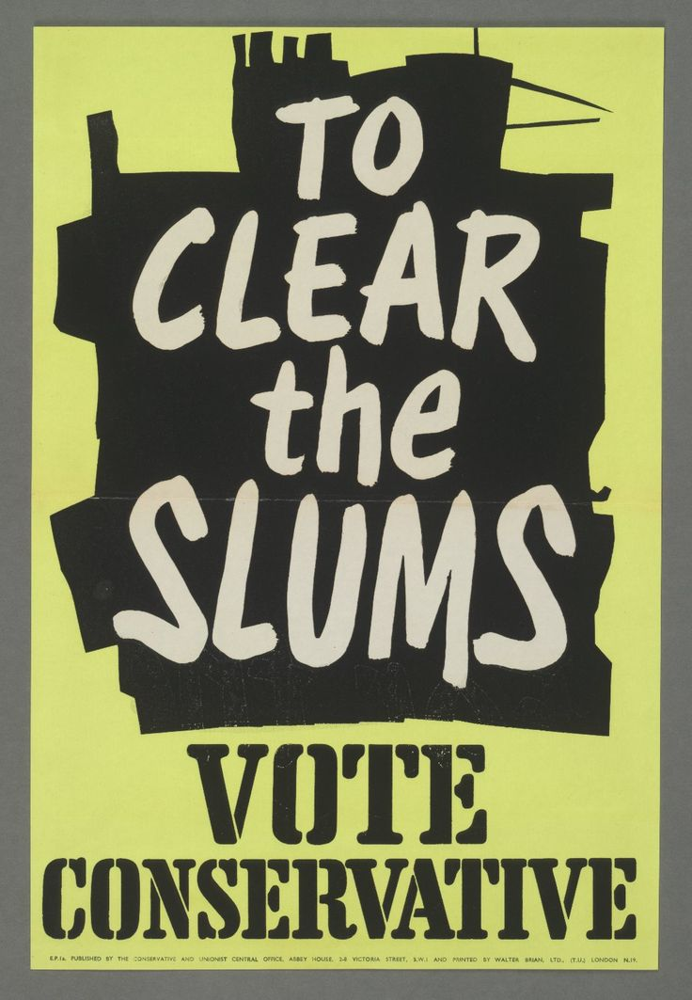 TO
CLEAR
the
SLUMS
VOTE
CONSERVATIVE
E.P.1a. PUBLISHED BY THE CONSERVATIVE AND UNIONIST CENTRAL OFFICE, ABBEY HOUSE, 2-8 VICTORIA STREET, S.W.1 AND PRINTED BY WALTER BRIAN, LTD., (T.U.) LONDON N.19.